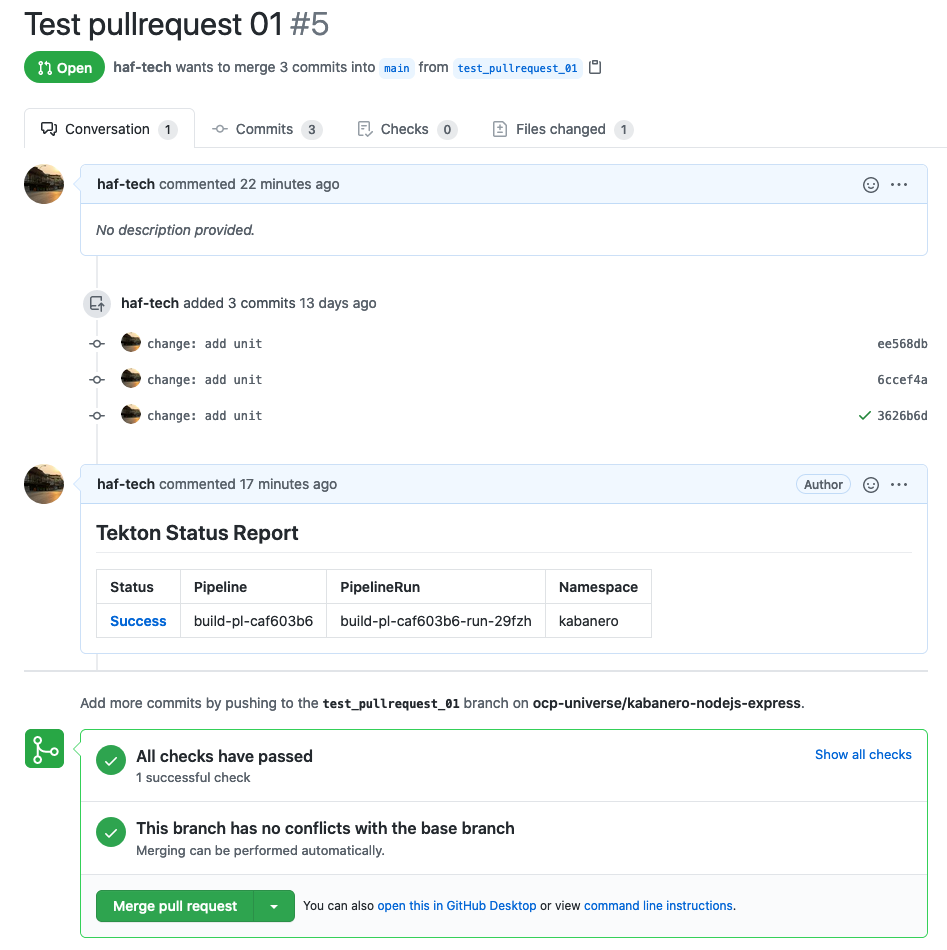 Test pullrequest 01 #5
Open haf-tech wants to merge 3 commits into main from test_pullrequest_01
Conversation 1 Commits 3 Checks 0 Files changed 1
haf-tech commented 22 minutes ago
No description provided.
haf-tech added 3 commits 13 days ago
change: add unit ee568db
change: add unit 6ccef4a
change: add unit 3626b6d
haf-tech commented 17 minutes ago Author
Tekton Status Report
Status Pipeline PipelineRun Namespace
Success build-pl-caf603b6 build-pl-caf603b6-run-29fzh kabanero
Add more commits by pushing to the test_pullrequest_01 branch on ocp-universe/kabanero-nodejs-express.
All checks have passed Show all checks
1 successful check
This branch has no conflicts with the base branch
Merging can be performed automatically.
Merge pull request You can also open this in GitHub Desktop or view command line instructions.